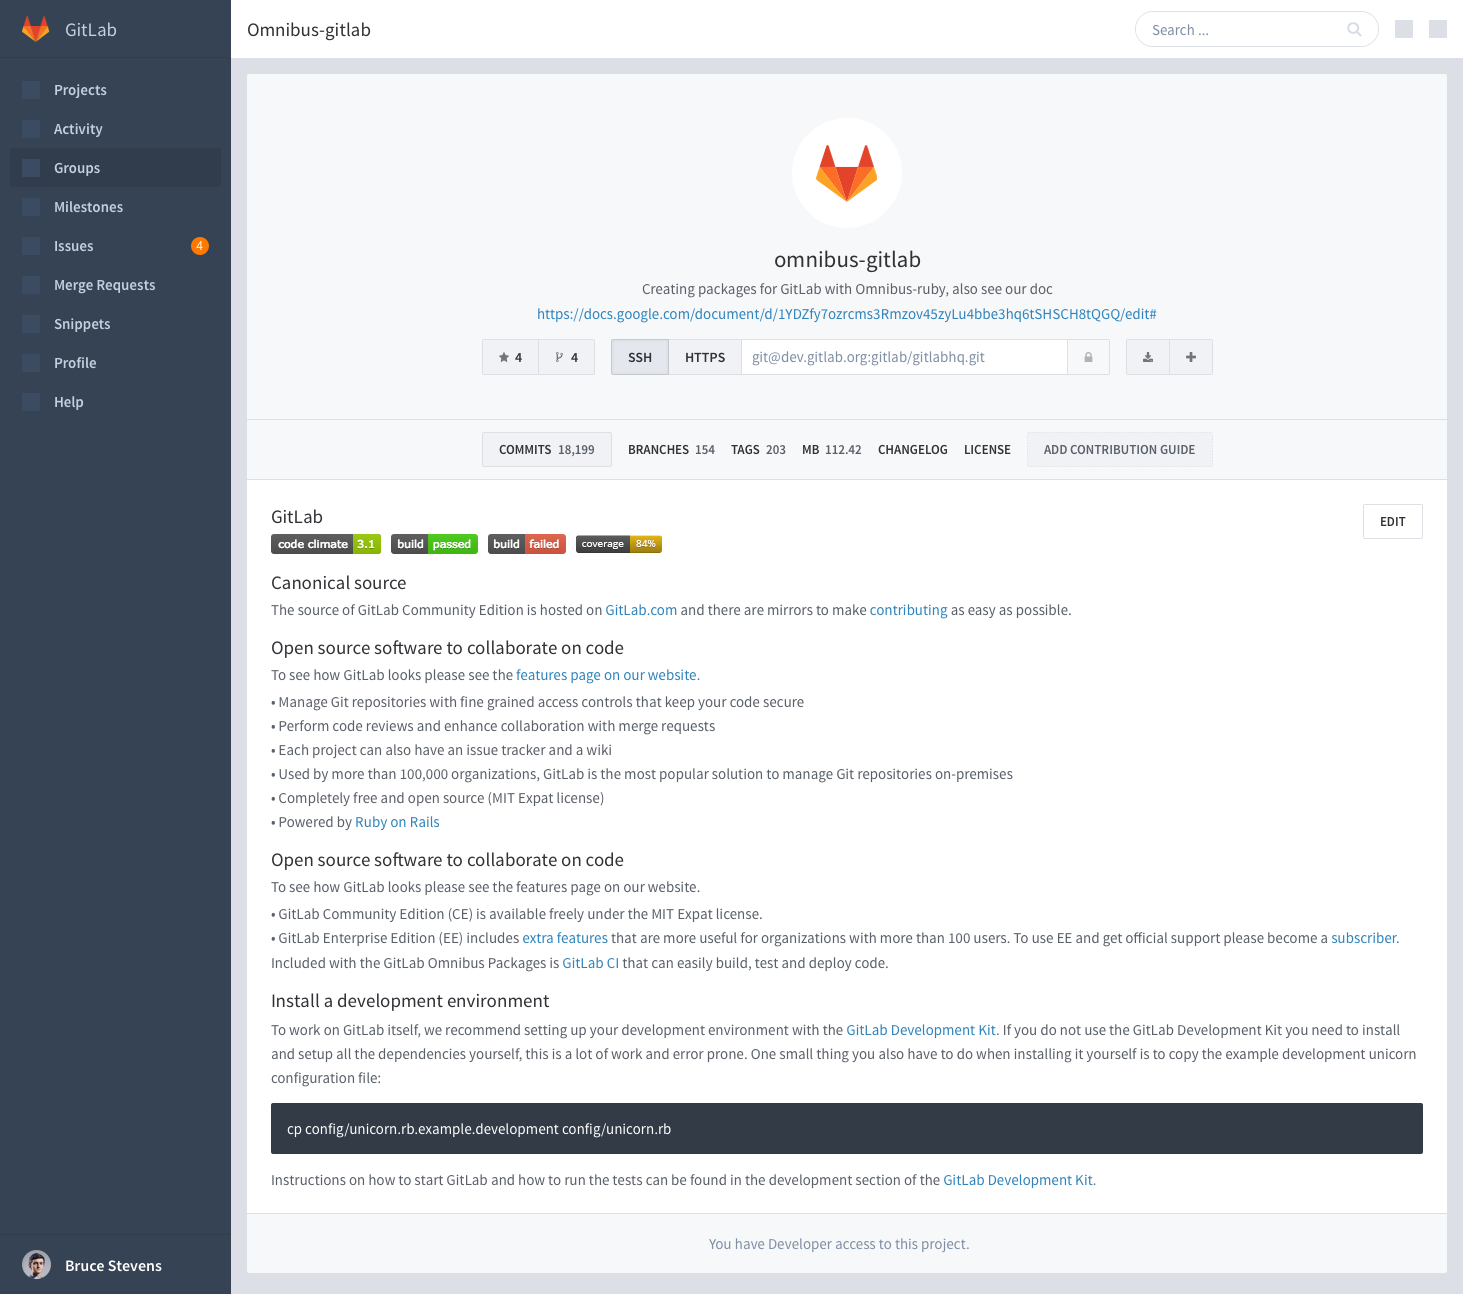 GitLab
Omnibus-gitlab
Search ...
Projects
Activity
Groups
Milestones
Issues 4
Merge Requests
Snippets
Profile
Help
omnibus-gitlab
Creating packages for GitLab with Omnibus-ruby, also see our doc
https://docs.google.com/document/d/1YDZfy7ozrcms3Rmzov45zyLu4bbe3hq6tSHSCH8tQGQ/edit#
4 4 SSH HTTPS git@dev.gitlab.org:gitlab/gitlabhq.git
COMMITS 18,199 BRANCHES 154 TAGS 203 MB 112.42 CHANGELOG LICENSE ADD CONTRIBUTION GUIDE
GitLab
EDIT
code climate 3.1 build passed build failed coverage 84%
Canonical source
The source of GitLab Community Edition is hosted on GitLab.com and there are mirrors to make contributing as easy as possible.
Open source software to collaborate on code
To see how GitLab looks please see the features page on our website.
• Manage Git repositories with fine grained access controls that keep your code secure
• Perform code reviews and enhance collaboration with merge requests
• Each project can also have an issue tracker and a wiki
• Used by more than 100,000 organizations, GitLab is the most popular solution to manage Git repositories on-premises
• Completely free and open source (MIT Expat license)
• Powered by Ruby on Rails
Open source software to collaborate on code
To see how GitLab looks please see the features page on our website.
• GitLab Community Edition (CE) is available freely under the MIT Expat license.
• GitLab Enterprise Edition (EE) includes extra features that are more useful for organizations with more than 100 users. To use EE and get official support please become a subscriber.
Included with the GitLab Omnibus Packages is GitLab CI that can easily build, test and deploy code.
Install a development environment
To work on GitLab itself, we recommend setting up your development environment with the GitLab Development Kit. If you do not use the GitLab Development Kit you need to install
and setup all the dependencies yourself, this is a lot of work and error prone. One small thing you also have to do when installing it yourself is to copy the example development unicorn
configuration file:
cp config/unicorn.rb.example.development config/unicorn.rb
Instructions on how to start GitLab and how to run the tests can be found in the development section of the GitLab Development Kit.
You have Developer access to this project.
Bruce Stevens